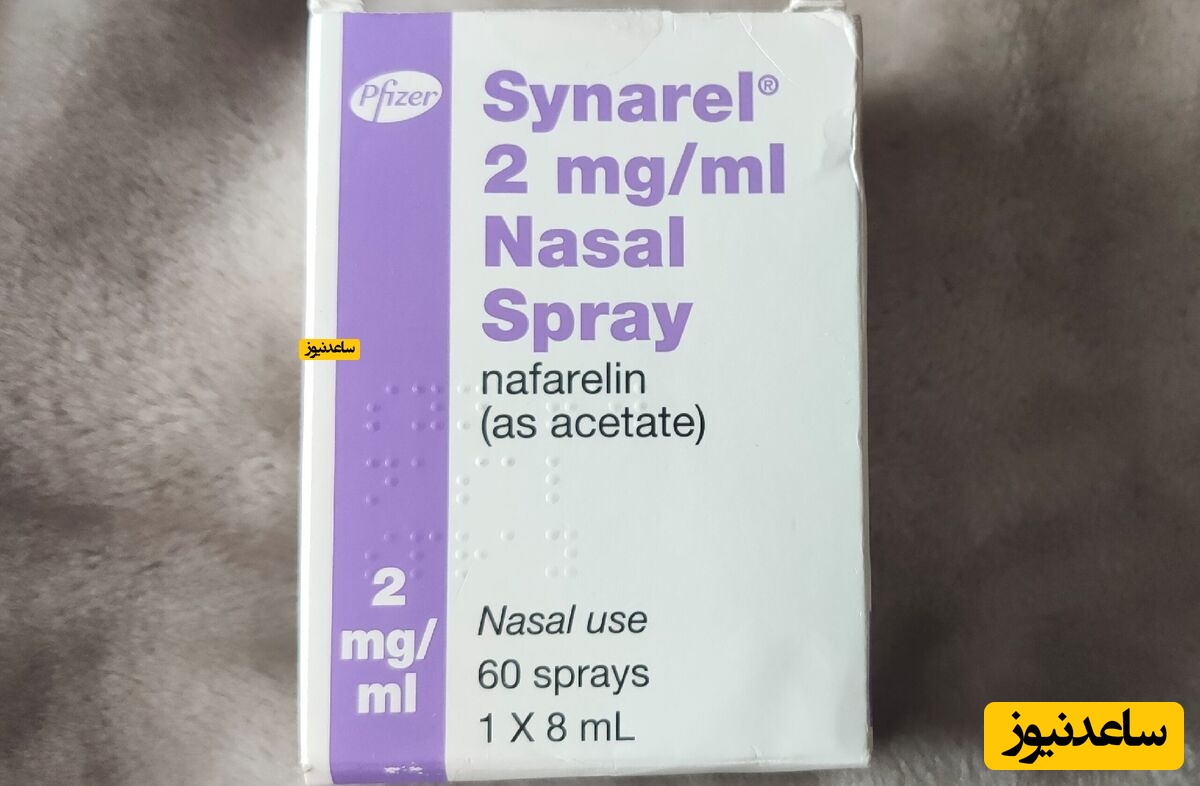 Pfizer
Synarel®
2 mg/ml
Nasal
Spray
nafarelin
(as acetate)
2
mg/
ml
Nasal use
60 sprays
1 X 8 mL
ساعدنیوز
ساعدنیوز